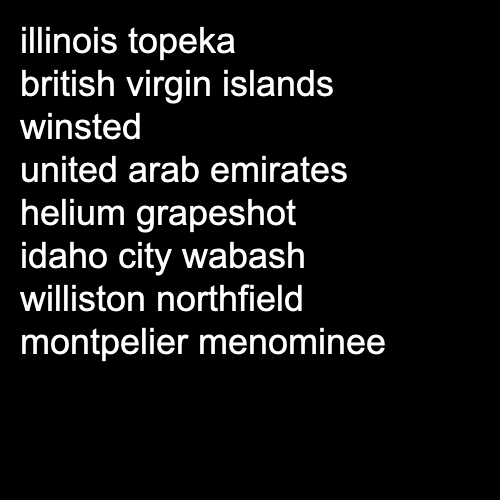 illinois topeka
british virgin islands
winsted
united arab emirates
helium grapeshot
idaho city wabash
williston northfield
montpelier menominee